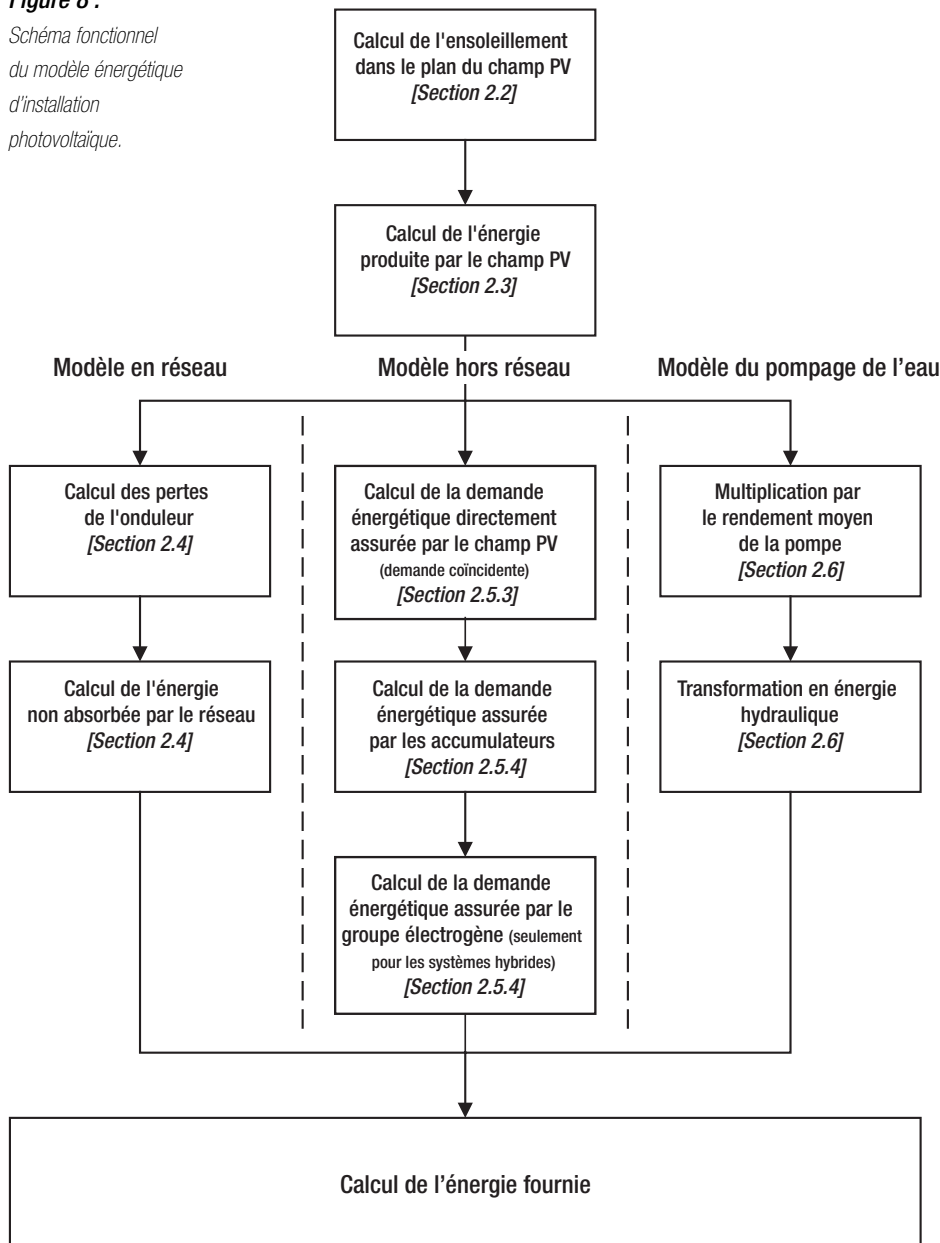 Figure 8 :
Schéma fonctionnel
du modèle énergétique
d'installation
photovoltaïque.
Calcul de l'ensoleillement
dans le plan du champ PV
[Section 2.2]
Calcul de l'énergie
produite par le champ PV
[Section 2.3]
Modèle en réseau
Modèle hors réseau
Modèle du pompage de l'eau
Calcul des pertes
de l'onduleur
[Section 2.4]
Calcul de la demande
énergétique directement
assurée par le champ PV
(demande coïncidente)
[Section 2.5.3]
Multiplication par
le rendement moyen
de la pompe
[Section 2.6]
Calcul de l'énergie
non absorbée par le réseau
[Section 2.4]
Calcul de la demande
énergétique assurée
par les accumulateurs
[Section 2.5.4]
Transformation en énergie
hydraulique
[Section 2.6]
Calcul de la demande
énergétique assurée par le
groupe électrogène (seulement
pour les systèmes hybrides)
[Section 2.5.4]
Calcul de l'énergie fournie